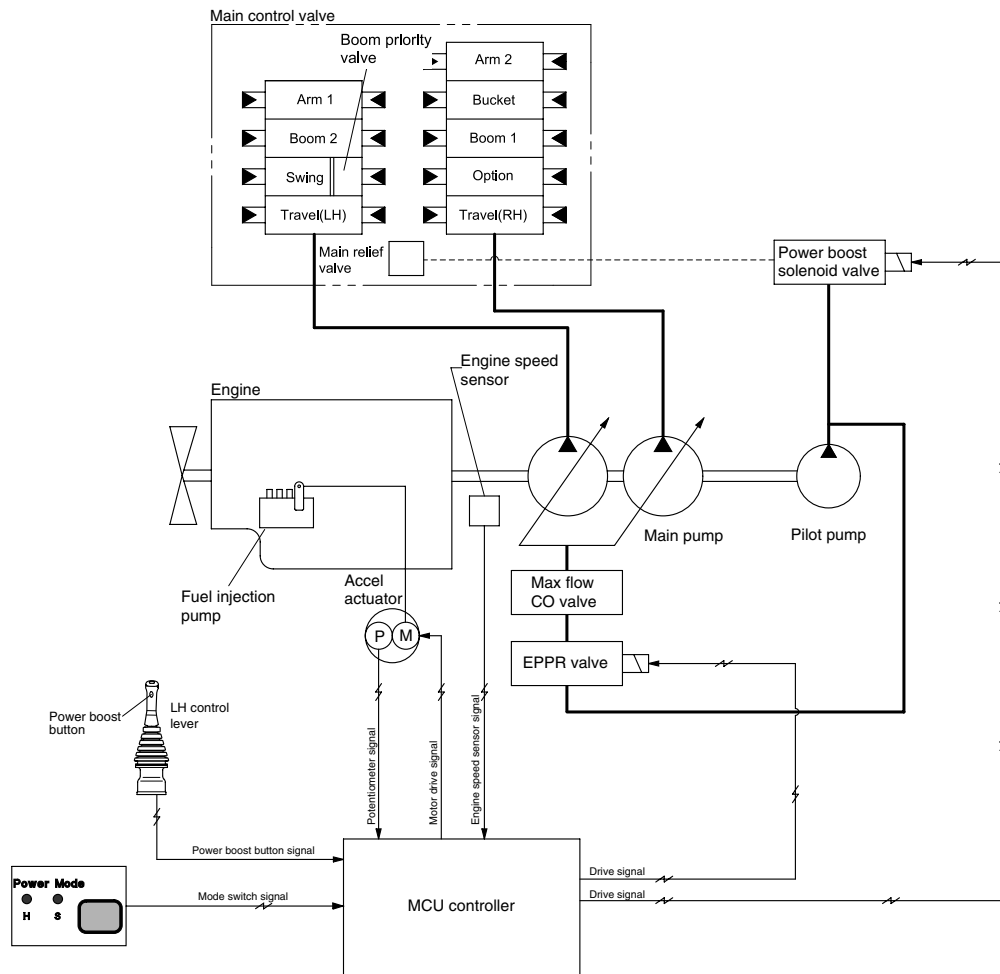 Main control valve
Boom priotity
valve
Arm 1
Boom 2
Swing
Travel(LH)
Arm 2
Bucket
Boom 1
Option
Travel(RH)
Main relief
valve
Power boost
solenoid valve
Engine speed
sensor
Engine
Main pump
Pilot pump
Fuel injection
pump
Accel
actuator
P
M
Max flow
CO valve
EPPR valve
Power boost
button
LH control
lever
Potentiometer signal
Motor drive signal
Engine speed sensor signal
Power boost button signal
Mode switch signal
Power Mode
H
S
MCU controller
Drive signal
Drive signal